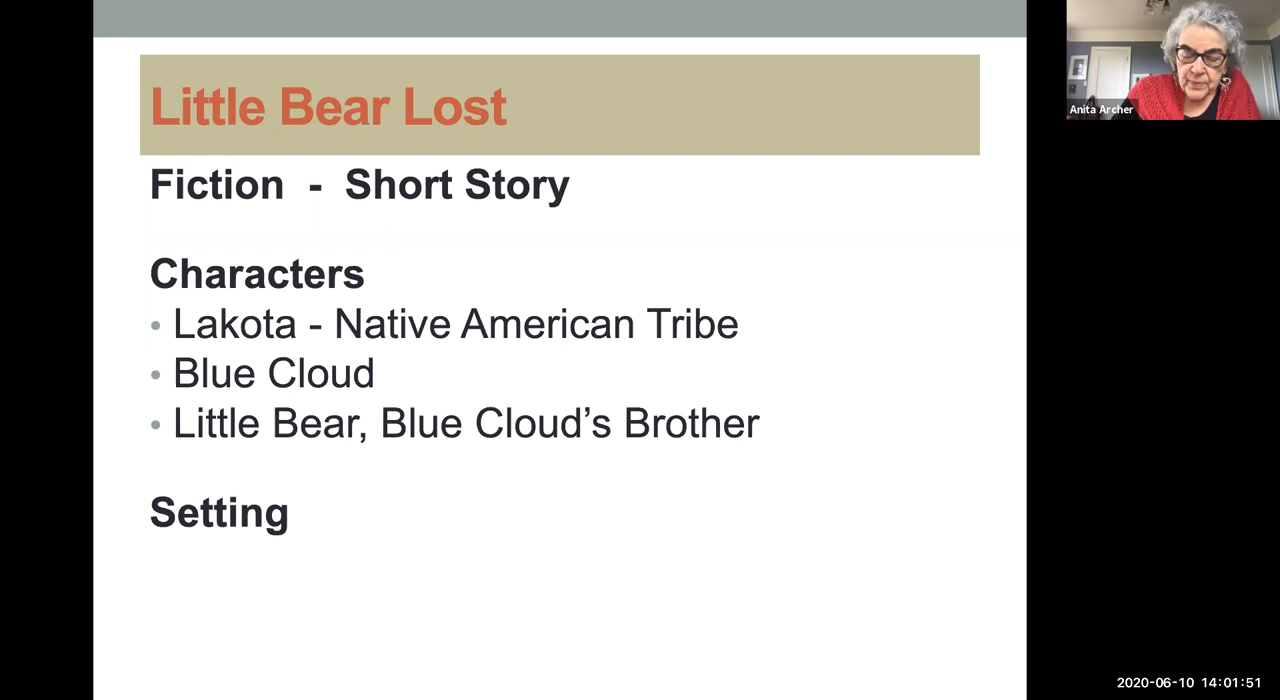 Little Bear Lost
Fiction - Short Story
Characters
• Lakota - Native American Tribe
• Blue Cloud
• Little Bear, Blue Cloud’s Brother
Setting
Anita Archer
2020-06-10 14:01:51